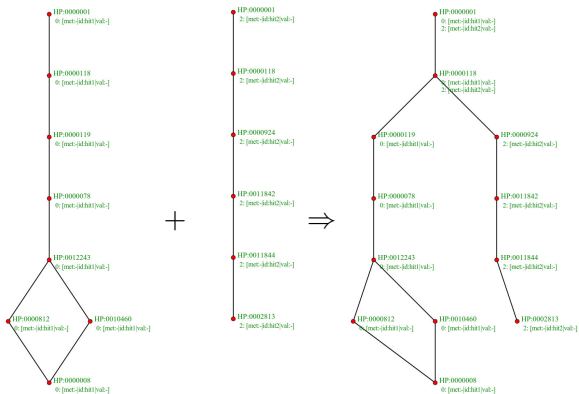 HP:0000001
0: [met:-|id:hit1|val:-]
HP:0000118
0: [met:-|id:hit1|val:-]
HP:0000119
0: [met:-|id:hit1|val:-]
HP:0000078
0: [met:-|id:hit1|val:-]
HP:0012243
0: [met:-|id:hit1|val:-]
HP:0000812
0: [met:-|id:hit1|val:-]
HP:0010460
0: [met:-|id:hit1|val:-]
HP:0000008
0: [met:-|id:hit1|val:-]
+
HP:0000001
2: [met:-|id:hit2|val:-]
HP:0000118
2: [met:-|id:hit2|val:-]
HP:0000924
2: [met:-|id:hit2|val:-]
HP:0011842
2: [met:-|id:hit2|val:-]
HP:0011844
2: [met:-|id:hit2|val:-]
HP:0002813
2: [met:-|id:hit2|val:-]
⇒
HP:0000001
0: [met:-|id:hit1|val:-]
2: [met:-|id:hit2|val:-]
HP:0000118
0: [met:-|id:hit1|val:-]
2: [met:-|id:hit2|val:-]
HP:0000119
0: [met:-|id:hit1|val:-]
HP:0000924
2: [met:-|id:hit2|val:-]
HP:0000078
0: [met:-|id:hit1|val:-]
HP:0011842
2: [met:-|id:hit2|val:-]
HP:0012243
0: [met:-|id:hit1|val:-]
HP:0011844
2: [met:-|id:hit2|val:-]
HP:0000812
0: [met:-|id:hit1|val:-]
HP:0010460
0: [met:-|id:hit1|val:-]
HP:0002813
2: [met:-|id:hit2|val:-]
HP:0000008
0: [met:-|id:hit1|val:-]